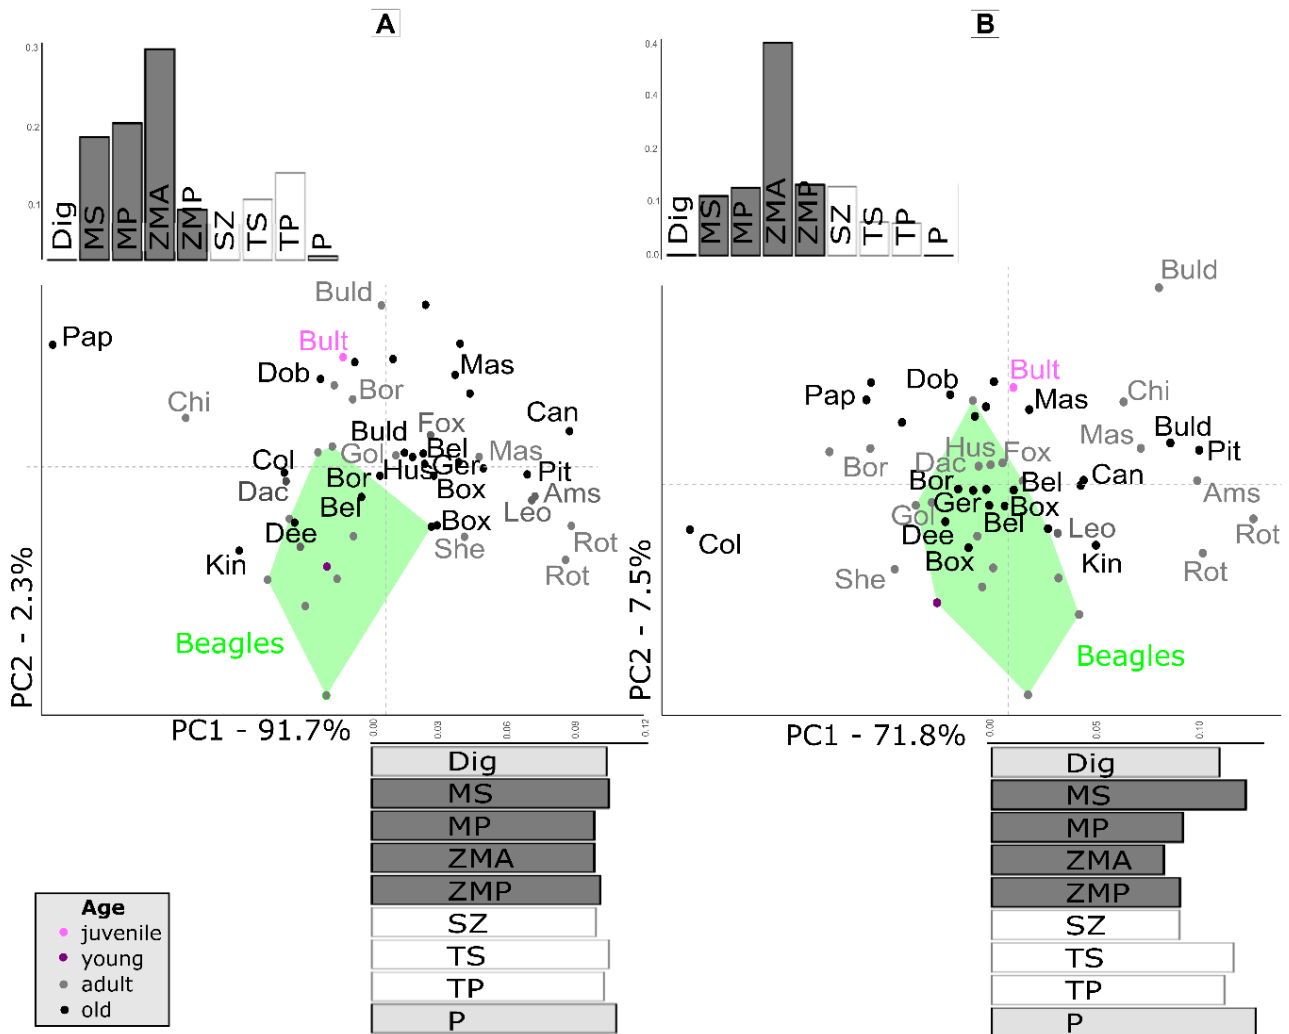 A
0.3
0.2
0.1
Dig
MS
MP
ZMA
ZMP
SZ
TS
TP
P
Buld
Pap
Bult
Dob
Mas
Bor
Chi
Can
Fox
Buld
Bel
Mas
Gol
Col
Hus
Ger
Pit
Bor
Dac
Box
Ams
Bel
Leo
Dee
Box
She
Rot
Kin
Rot
Beagles
PC2 - 2.3%
PC1 - 91.7%
0.00
0.03
0.06
0.09
0.12
Dig
MS
MP
ZMA
ZMP
SZ
TS
TP
P
Age
juvenile
young
adult
old
B
0.4
0.4
0.2
0.1
0.0
Dig
MS
MP
ZMA
ZMP
SZ
TS
TP
P
Buld
Bult
Dob
Pap
Chi
Mas
Buld
Mas
Pit
Hus
Fox
Bor
Dac
Bor
Bel
Can
Ams
Ger
Box
Gol
Bel
Leo
Rot
Dee
Col
Box
Kin
She
Rot
Beagles
PC2 - 7.5%
PC1 - 71.8%
0.00
0.05
0.10
Dig
MS
MP
ZMA
ZMP
SZ
TS
TP
P